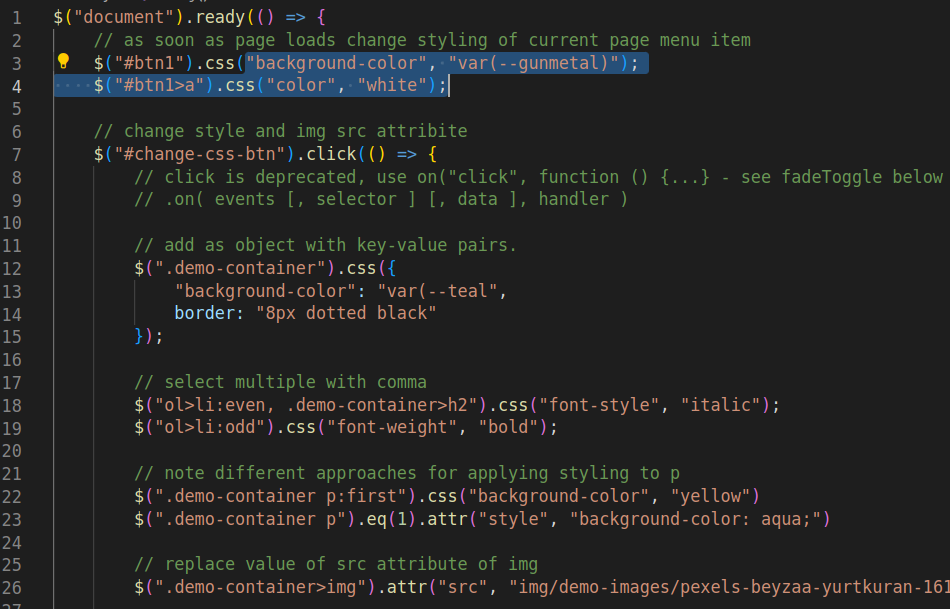 1 $("document").ready(() => {
2 // as soon as page loads change styling of current page menu item
3 $("#btn1").css("background-color", "var(--gunmetal)");
4 $("#btn1>a").css("color", "white");
5
6 // change style and img src attribite
7 $("#change-css-btn").click(() => {
8 // click is deprecated, use on("click", function () {...} - see fadeToggle below
9 // .on( events [, selector ] [, data ], handler )
10
11 // add as object with key-value pairs.
12 $(".demo-container").css({
13 "background-color": "var(--teal",
14 border: "8px dotted black"
15 });
16
17 // select multiple with comma
18 $("ol>li:even, .demo-container>h2").css("font-style", "italic");
19 $("ol>li:odd").css("font-weight", "bold");
20
21 // note different approaches for applying styling to p
22 $(".demo-container p:first").css("background-color", "yellow")
23 $(".demo-container p").eq(1).attr("style", "background-color: aqua;")
24
25 // replace value of src attribute of img
26 $(".demo-container>img").attr("src", "img/demo-images/pexels-beyzaa-yurtkuran-161